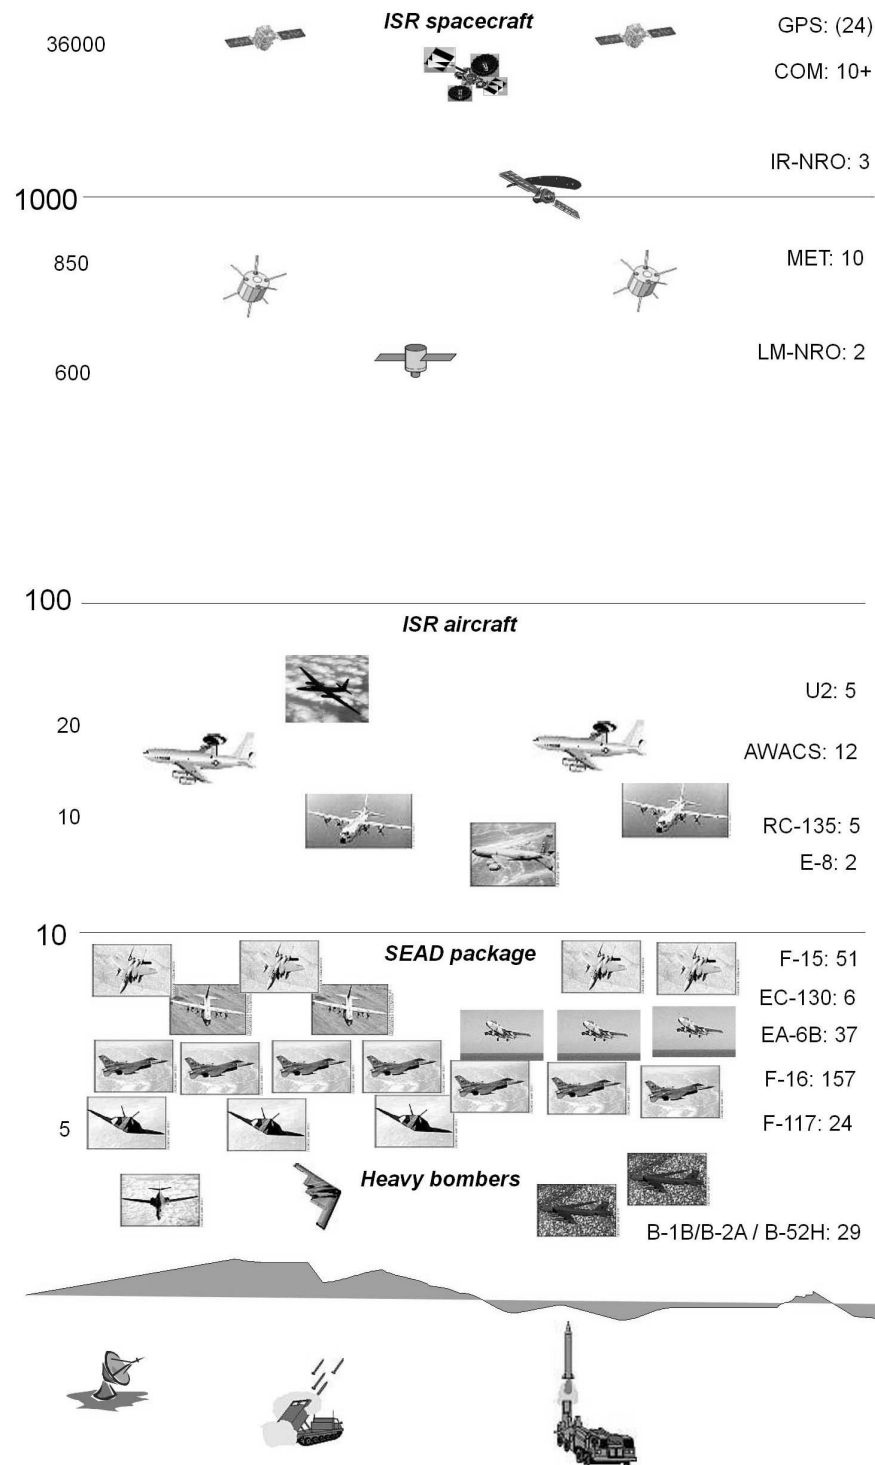 ISR spacecraft
GPS: (24)
36000
COM: 10+
IR-NRO: 3
1000
850
MET: 10
LM-NRO: 2
600
100
ISR aircraft
U2: 5
20
AWACS: 12
10
RC-135: 5
E-8: 2
10
SEAD package
F-15: 51
EC-130: 6
EA-6B: 37
F-16: 157
5
F-117: 24
Heavy bombers
B-1B/B-2A / B-52H: 29